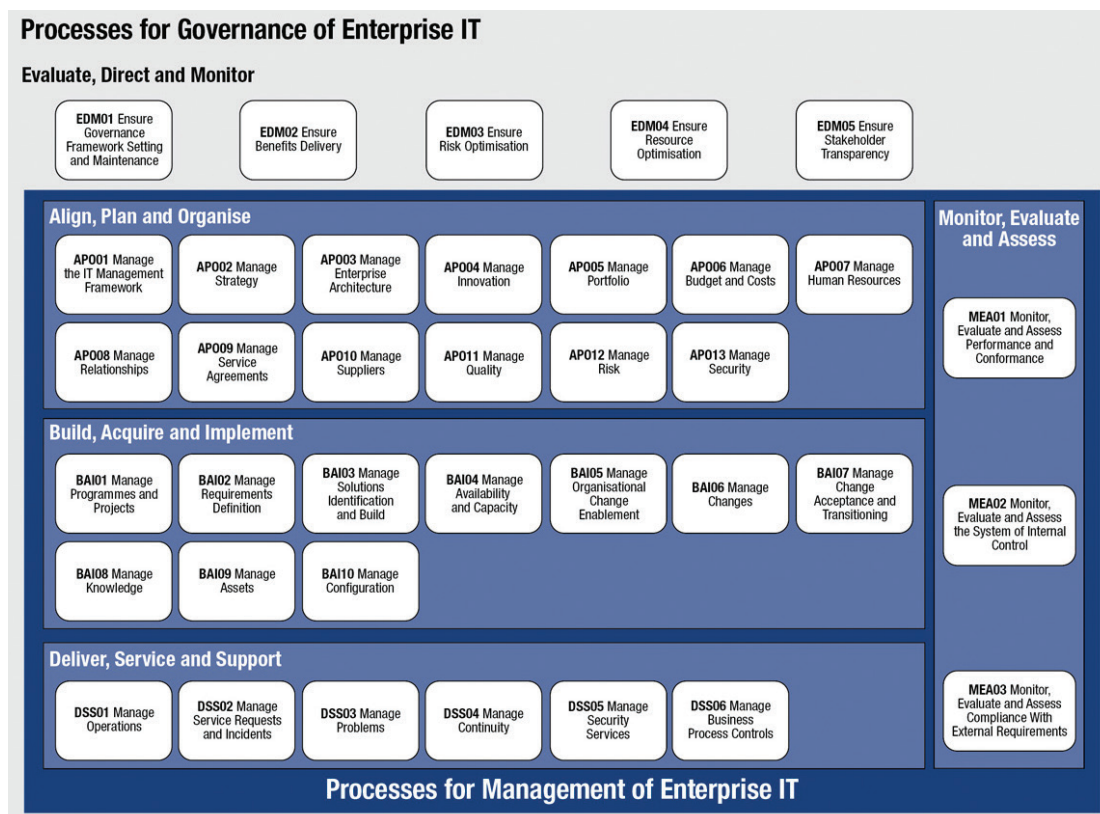 Processes for Governance of Enterprise IT
Evaluate, Direct and Monitor
EDM01 Ensure
Governance
Framework Setting
and Maintenance
EDM02 Ensure
Benefits Delivery
EDM03 Ensure
Risk Optimisation
EDM04 Ensure
Resource
Optimisation
EDM05 Ensure
Stakeholder
Transparency
Align, Plan and Organise
APO01 Manage
the IT Management
Framework
APO02 Manage
Strategy
APO03 Manage
Enterprise
Architecture
APO04 Manage
Innovation
APO05 Manage
Portfolio
APO06 Manage
Budget and Costs
APO07 Manage
Human Resources
APO08 Manage
Relationships
APO09 Manage
Service
Agreements
APO10 Manage
Suppliers
APO11 Manage
Quality
APO12 Manage
Risk
APO13 Manage
Security
Build, Acquire and Implement
BAI01 Manage
Programmes and
Projects
BAI02 Manage
Requirements
Definition
BAI03 Manage
Solutions
Identification
and Build
BAI04 Manage
Availability
and Capacity
BAI05 Manage
Organisational
Change
Enablement
BAI06 Manage
Changes
BAI07 Manage
Change
Acceptance and
Transitioning
BAI08 Manage
Knowledge
BAI09 Manage
Assets
BAI10 Manage
Configuration
Deliver, Service and Support
DSS01 Manage
Operations
DSS02 Manage
Service Requests
and Incidents
DSS03 Manage
Problems
DSS04 Manage
Continuity
DSS05 Manage
Security
Services
DSS06 Manage
Business
Process Controls
Monitor, Evaluate
and Assess
MEA01 Monitor,
Evaluate and Assess
Performance and
Conformance
MEA02 Monitor,
Evaluate and Assess
the System of Internal
Control
MEA03 Monitor,
Evaluate and Assess
Compliance With
External Requirements
Processes for Management of Enterprise IT